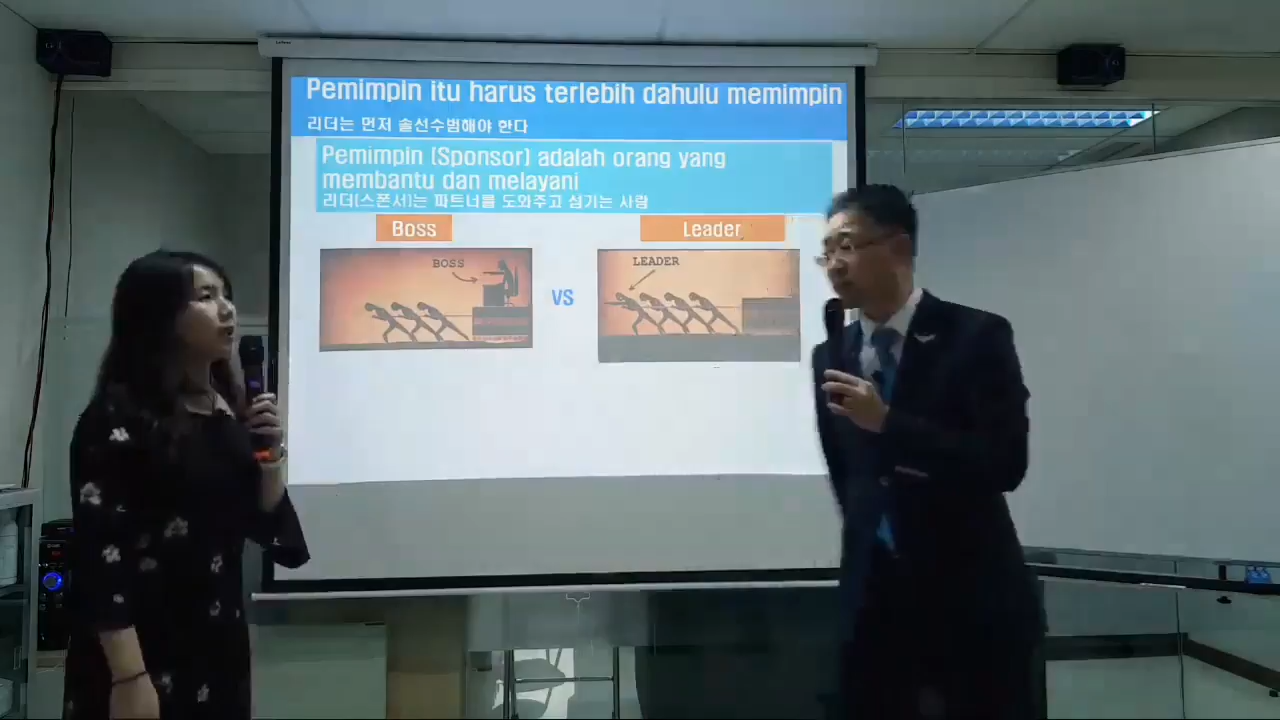 Pemimpin itu harus terlebih dahulu memimpin
리더는 먼저 솔선수범해야 한다
Pemimpin (Sponsor) adalah orang yang
membantu dan melayani
리더(스폰서)는 파트너를 도와주고 섬기는 사람
Boss
Leader
BOSS
VS
LEADER